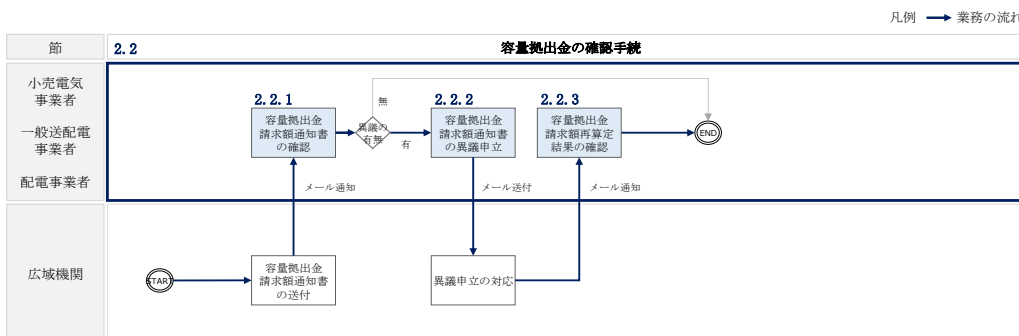 凡例 業務の流れ
節
2.2
容量拠出金の確認手続
小売電気
事業者
一般送配電
事業者
配電事業者
2.2.1
容量拠出金
請求額通知書
の確認
異議の
有無
無
有
2.2.2
容量拠出金
請求額通知書
の異議申立
2.2.3
容量拠出金
請求額再算定
結果の確認
END
メール通知
メール送付
メール通知
広域機関
START
容量拠出金
請求額通知書
の送付
異議申立の対応